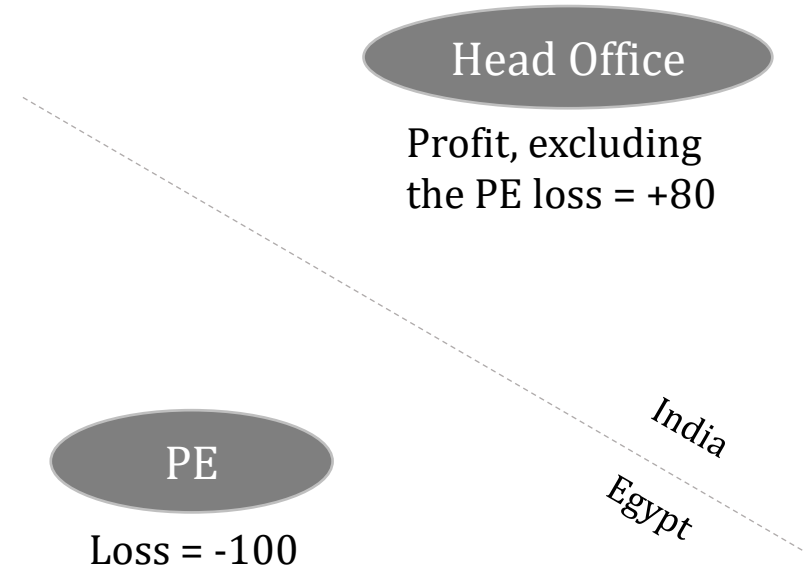 Head Office
Profit, excluding
the PE loss = +80
India
Egypt
PE
Loss = -100